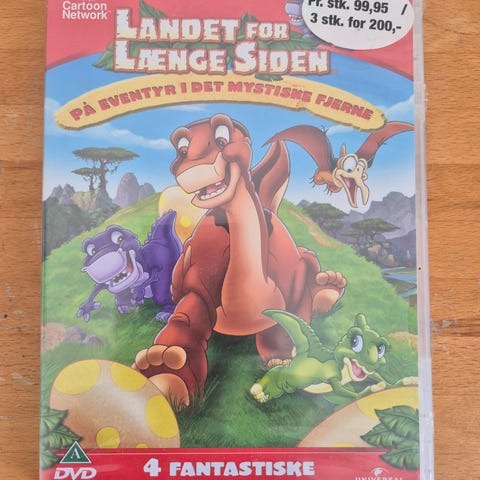 Cartoon
Network
Pr. stk. 99,95 /
3 stk. for 200,-
LANDET FOR
LÆNGE SIDEN
PÅ EVENTYR I DET MYSTISKE FJERNE
A
DVD
4 FANTASTISKE
UNIVERSAL